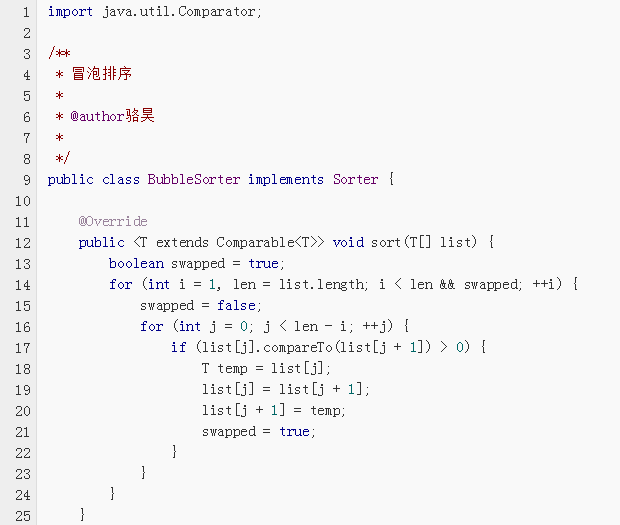 1 import java.util.Comparator;
2
3 /**
4 * 冒泡排序
5 *
6 * @author骆昊
7 *
8 */
9 public class BubbleSorter implements Sorter {
10
11 @Override
12 public <T extends Comparable<T>> void sort(T[] list) {
13 boolean swapped = true;
14 for (int i = 1, len = list.length; i < len && swapped; ++i) {
15 swapped = false;
16 for (int j = 0; j < len - i; ++j) {
17 if (list[j].compareTo(list[j + 1]) > 0) {
18 T temp = list[j];
19 list[j] = list[j + 1];
20 list[j + 1] = temp;
21 swapped = true;
22 }
23 }
24 }
25 }